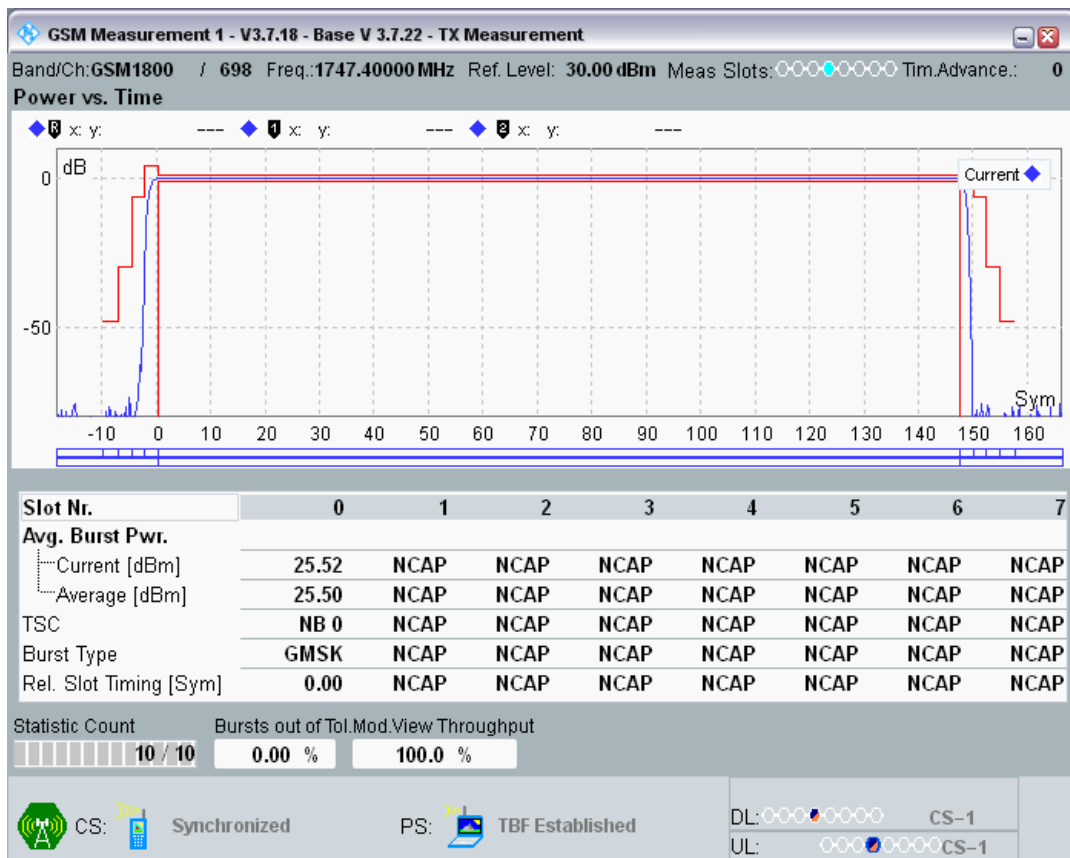 GSM Measurement 1 - V3.7.18 - Base V 3.7.22 - TX Measurement
Band/Ch:GSM1800 / 698 Freq.:1747.40000 MHz Ref. Level: 30.00 dBm Meas Slots: Tim.Advance.: 0
Power vs. Time
R x: y: --- 1 x: y: --- 2 x: y: ---
dB
Current
0
-50
Sym
-10 0 10 20 30 40 50 60 70 80 90 100 110 120 130 140 150 160
Slot Nr. 0 1 2 3 4 5 6 7
Avg. Burst Pwr.
Current [dBm] 25.52 NCAP NCAP NCAP NCAP NCAP NCAP NCAP
Average [dBm] 25.50 NCAP NCAP NCAP NCAP NCAP NCAP NCAP
TSC NB 0 NCAP NCAP NCAP NCAP NCAP NCAP NCAP
Burst Type GMSK NCAP NCAP NCAP NCAP NCAP NCAP NCAP
Rel. Slot Timing [Sym] 0.00 NCAP NCAP NCAP NCAP NCAP NCAP NCAP
Statistic Count Bursts out of Tol. Mod.View Throughput
10 / 10 0.00 % 100.0 %
CS: Synchronized PS: TBF Established
DL: CS-1
UL: CS-1